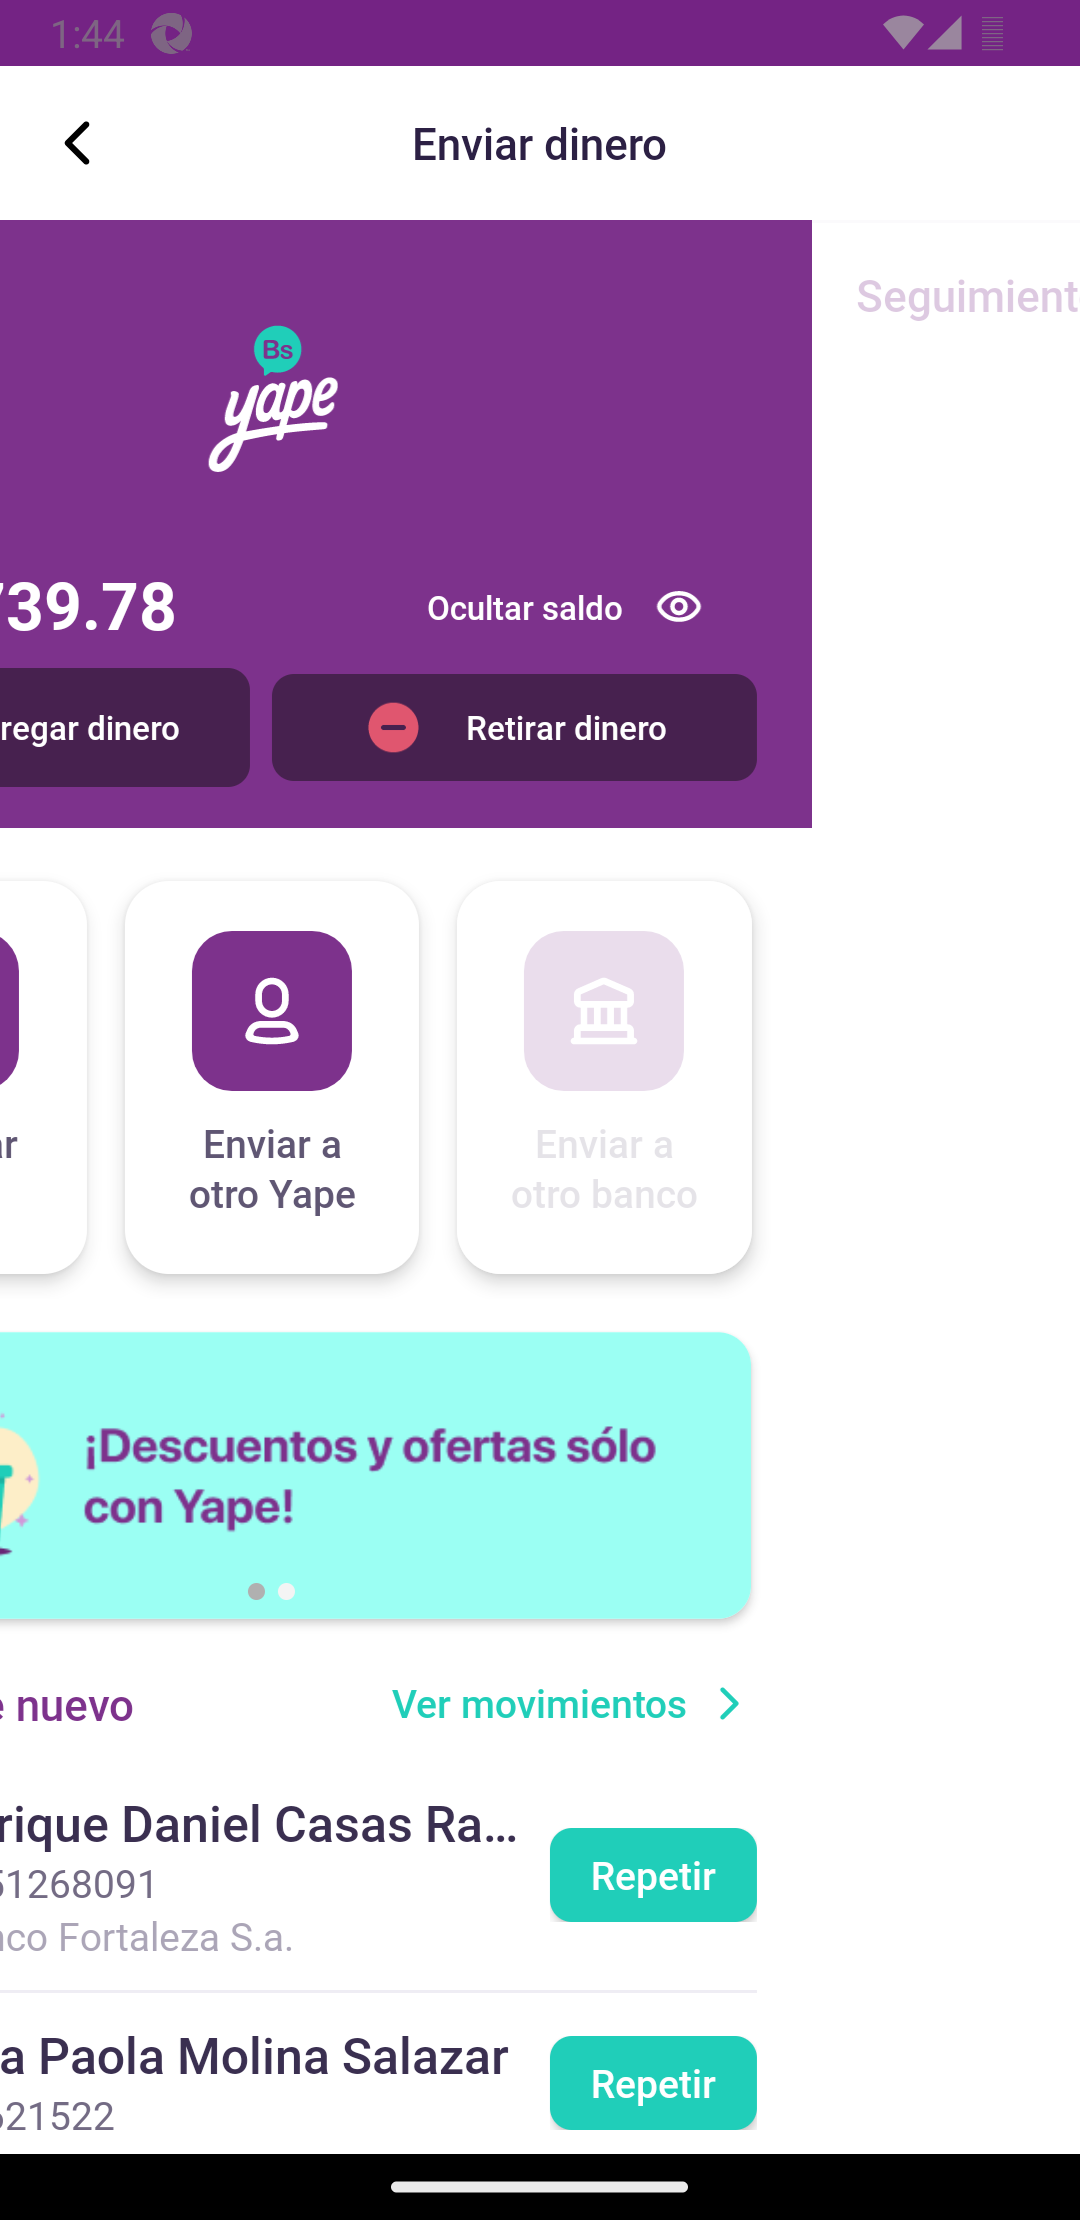 1:44
Enviar dinero
Seguimient
Bs
yape
739.78
Ocultar saldo
regar dinero
Retirar dinero
ar
Enviar a
otro Yape
Enviar a
otro banco
¡Descuentos y ofertas sólo
con Yape!
e nuevo
Ver movimientos
rique Daniel Casas Ra...
51268091
nco Fortaleza S.a.
Repetir
a Paola Molina Salazar
621522
Repetir